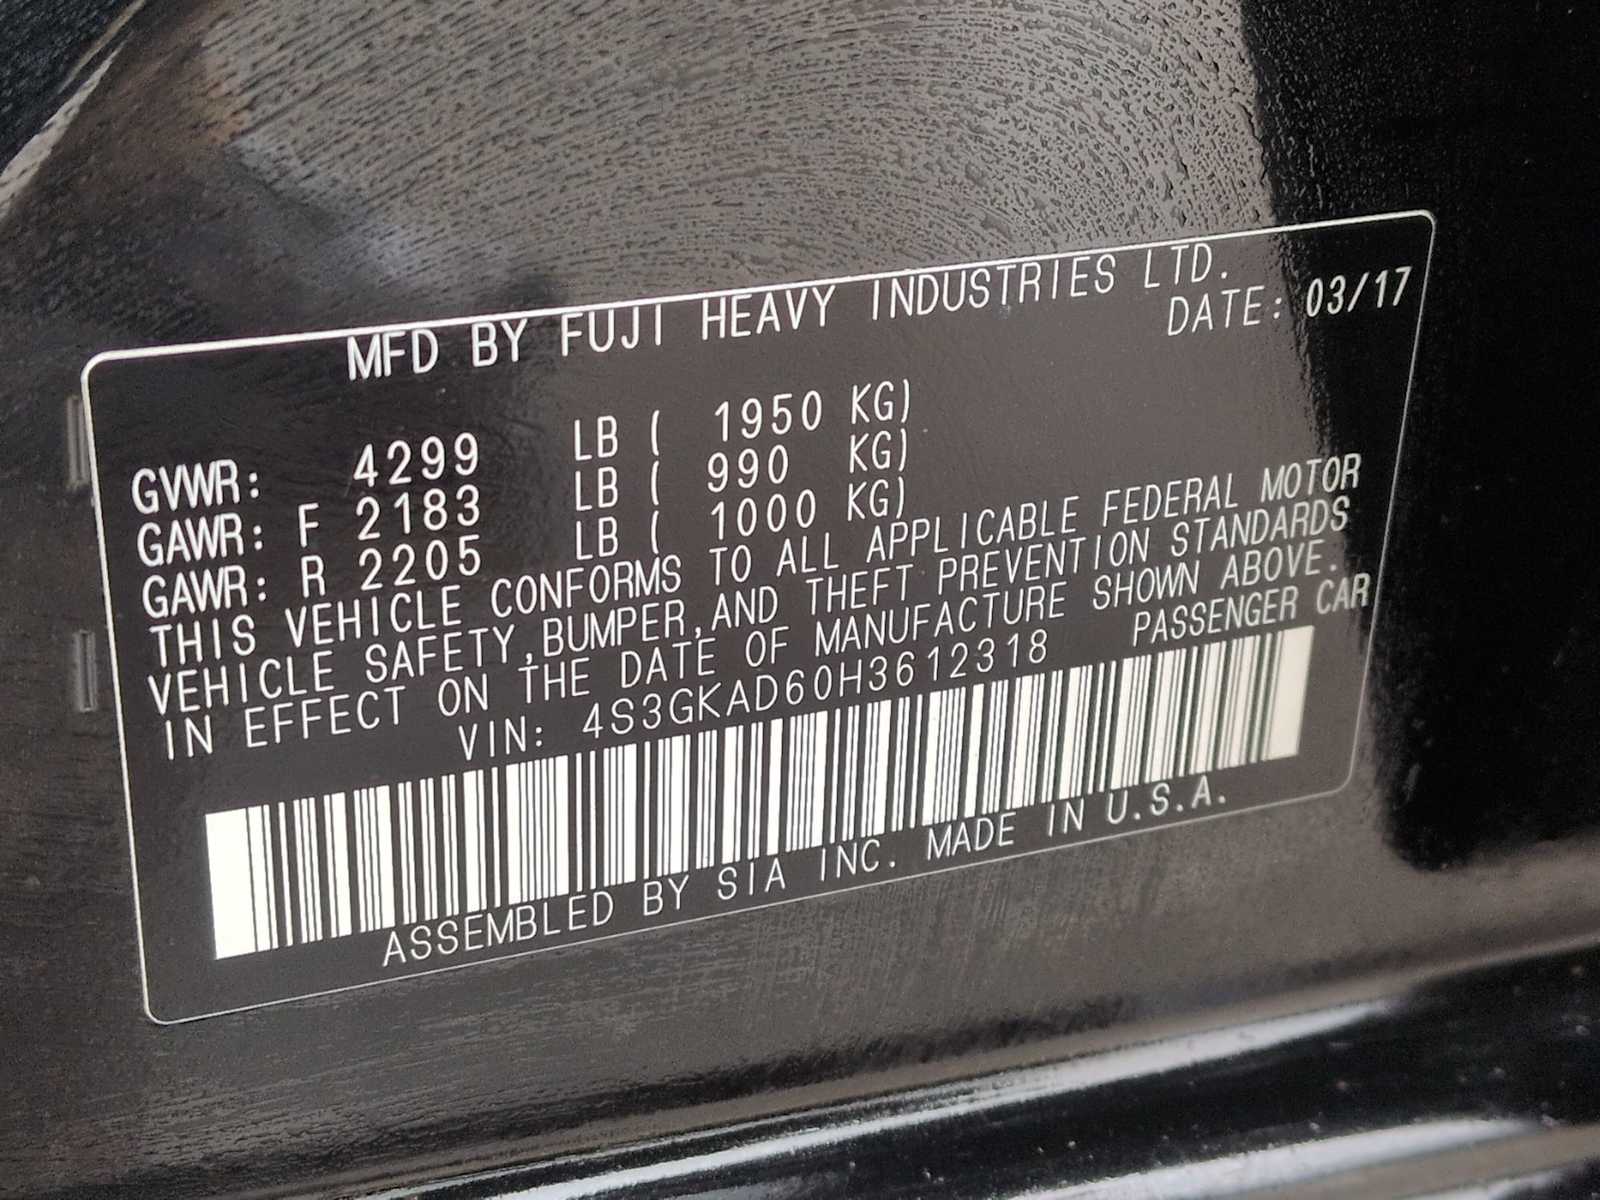 MFD BY FUJI HEAVY INDUSTRIES LTD.
DATE: 03/17
GVWR: 4299 LB ( 1950 KG)
GAWR: F 2183 LB ( 990 KG)
GAWR: R 2205 LB ( 1000 KG)
THIS VEHICLE CONFORMS TO ALL APPLICABLE FEDERAL MOTOR
VEHICLE SAFETY,BUMPER,AND THEFT PREVENTION STANDARDS
IN EFFECT ON THE DATE OF MANUFACTURE SHOWN ABOVE.
VIN: 4S3GKAD60H3612318 PASSENGER CAR
ASSEMBLED BY SIA INC. MADE IN U.S.A.